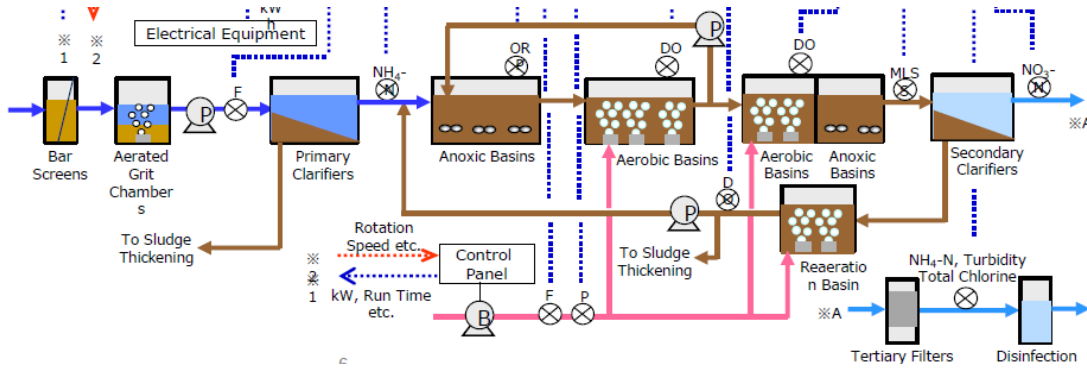 kW
h
Electrical Equipment
※
1
※
2
P
F
NH₄-
N
OR
P
DO
P
DO
MLS
S
NO₃-
N
※A
Bar
Screens
Aerated
Grit
Chamber
s
Primary
Clarifiers
Anoxic Basins
Aerobic Basins
Aerobic
Basins
Anoxic
Basins
Secondary
Clarifiers
P
D
O
To Sludge
Thickening
Rotation
Speed etc.
※
2
※
1
Control
Panel
kW, Run Time
etc.
B
F
P
To Sludge
Thickening
Reaeratio
n Basin
NH₄-N, Turbidity
Total Chlorine
※A
Tertiary Filters
Disinfection